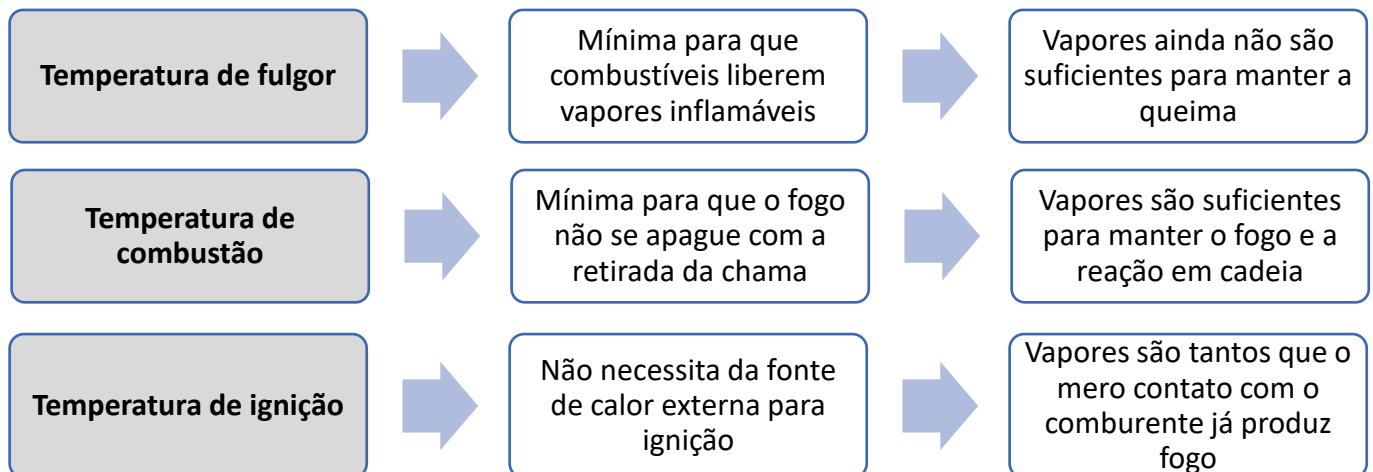 Temperatura de fulgor
Mínima para que
combustíveis liberem
vapores inflamáveis
Vapores ainda não são
suficientes para manter a
queima
Temperatura de
combustão
Mínima para que o fogo
não se apague com a
retirada da chama
Vapores são suficientes
para manter o fogo e a
reação em cadeia
Temperatura de ignição
Não necessita da fonte
de calor externa para
ignição
Vapores são tantos que o
mero contato com o
comburente já produz
fogo